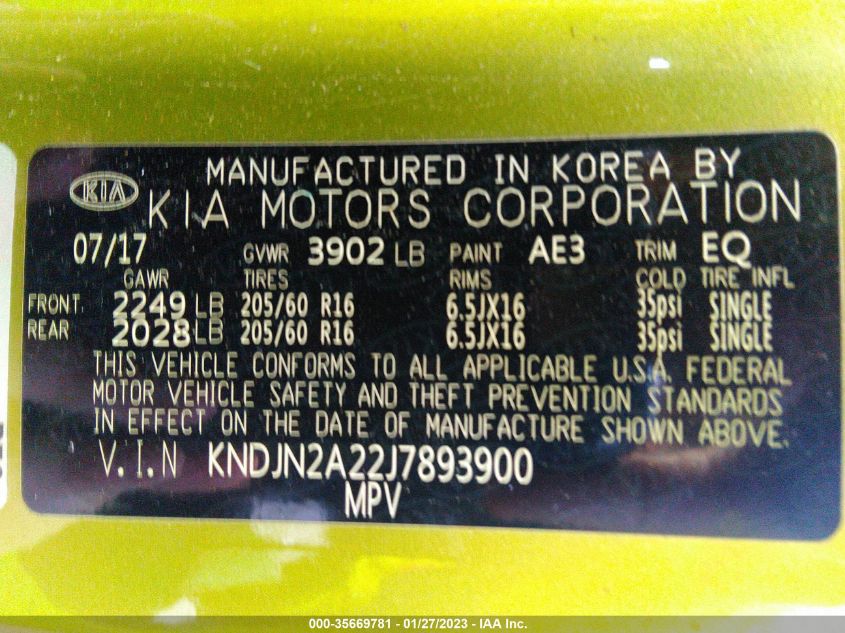 MANUFACTURED IN KOREA BY
KIA KIA MOTORS CORPORATION
07/17 GVWR 3902 LB PAINT AE3 TRIM EQ
GAWR TIRES RIMS COLD TIRE INFL
FRONT 2249 LB 205/60 R16 6.5JX16 35psi SINGLE
REAR 2028 LB 205/60 R16 6.5JX16 35psi SINGLE
THIS VEHICLE CONFORMS TO ALL APPLICABLE U.S.A. FEDERAL
MOTOR VEHICLE SAFETY AND THEFT PREVENTION STANDARDS
IN EFFECT ON THE DATE OF MANUFACTURE SHOWN ABOVE.
V.I.N KNDJN2A22J7893900
MPV
000-35669781 - 01/27/2023 - IAA Inc.